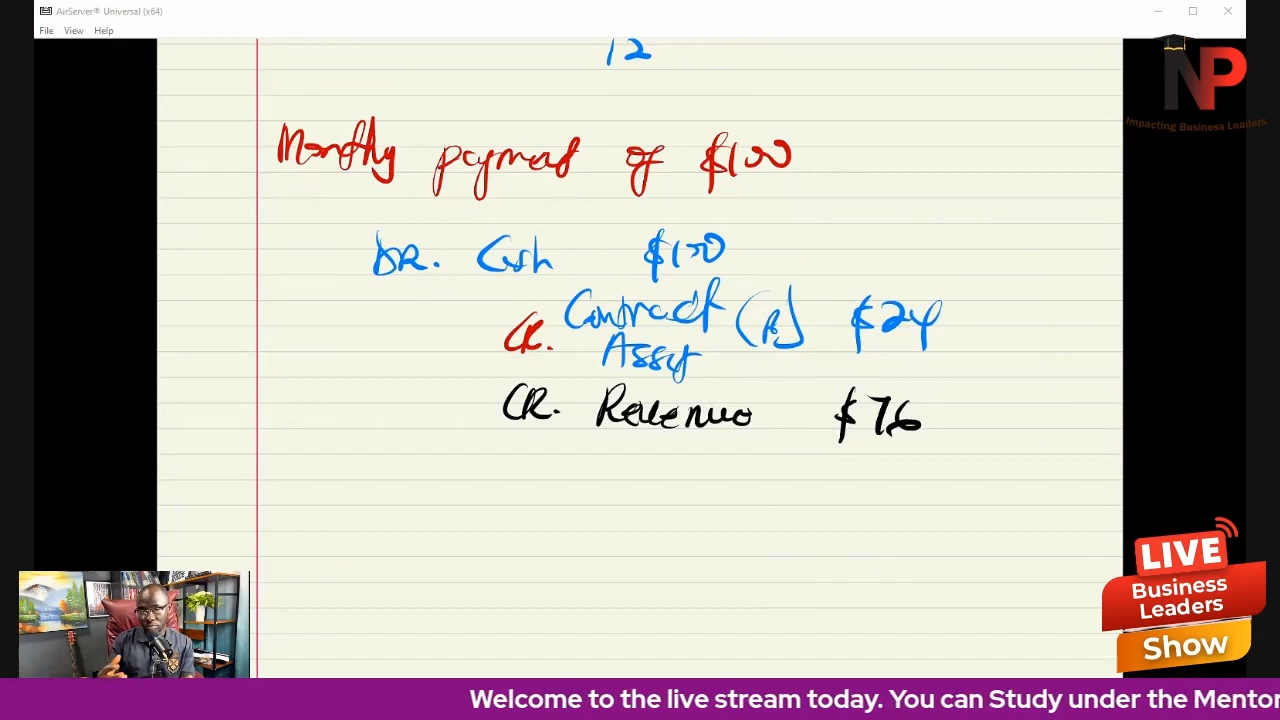 AirServer® Universal (x64)
File View Help
12
Monthly payment of $100
DR. Cash $100
CR. Contract Asset (R) $24
CR. Revenue $76
NP
Impacting Business Leaders
LIVE
Business
Leaders
Show
Welcome to the live stream today. You can Study under the Mentor